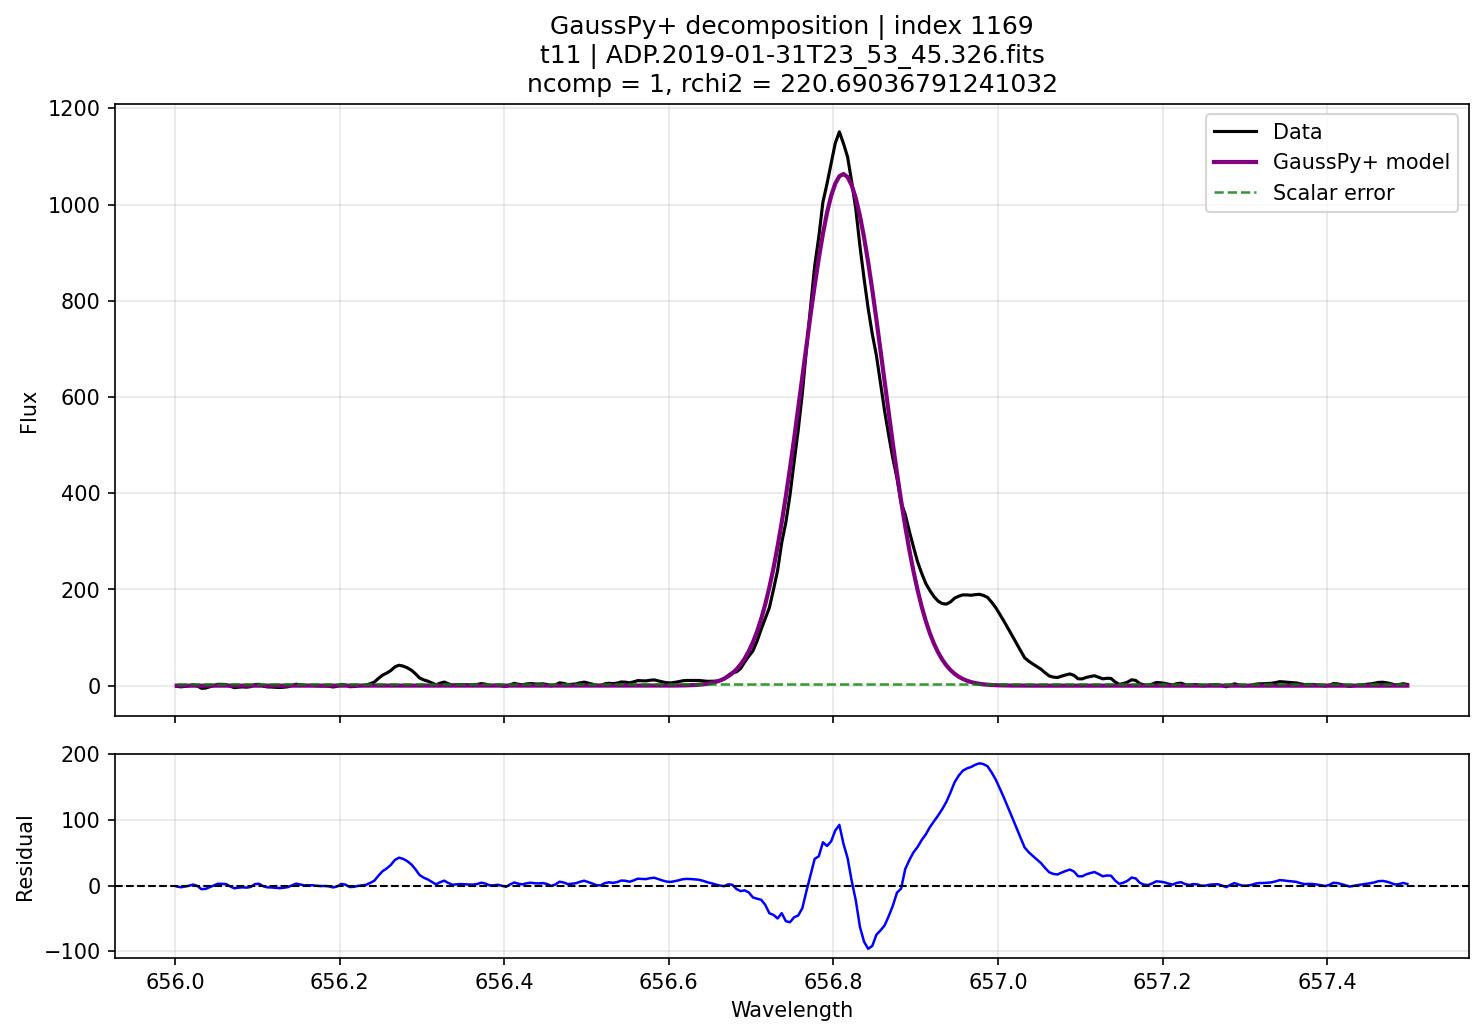 GaussPy+ decomposition | index 1169
t11 | ADP.2019-01-31T23_53_45.326.fits
ncomp = 1, rchi2 = 220.69036791241032
1200
1000
800
600
400
200
0
Flux
Data
GaussPy+ model
Scalar error
200
100
0
−100
Residual
656.0 656.2 656.4 656.6 656.8 657.0 657.2 657.4
Wavelength